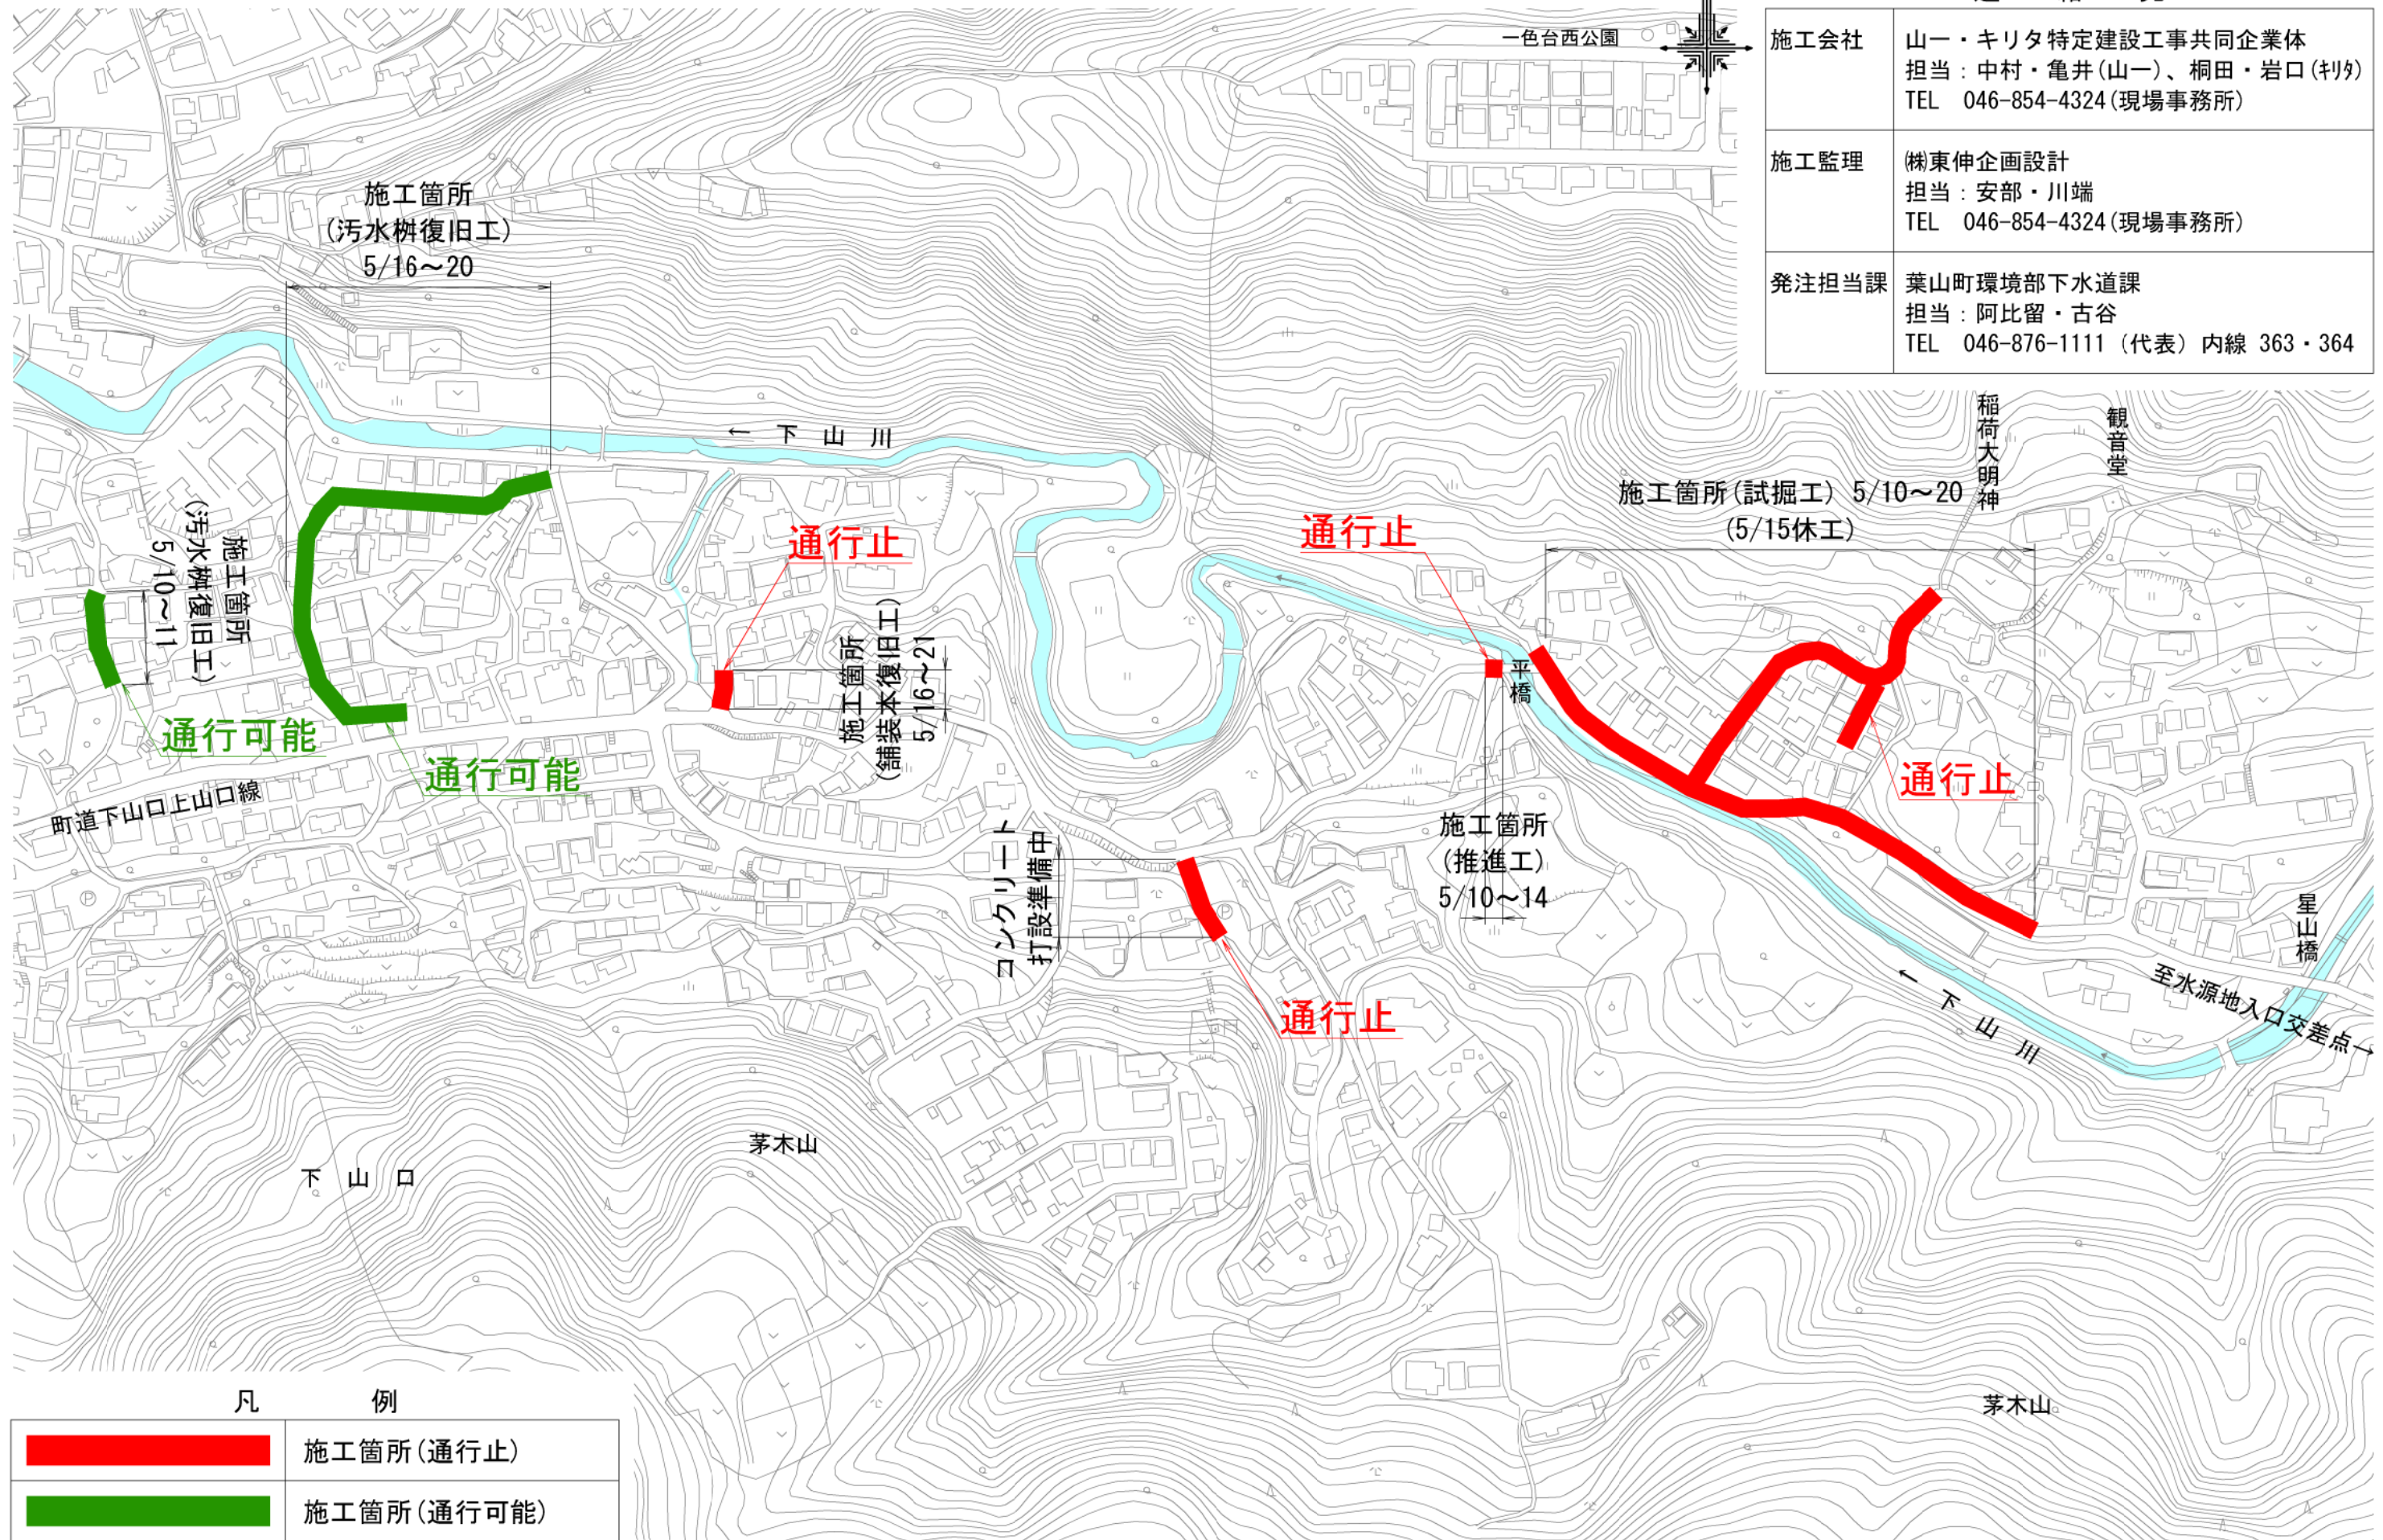 一色台西公園
施工会社
山一・キリタ特定建設工事共同企業体
担当：中村・亀井(山一)、桐田・岩口(ｷﾘﾀ)
TEL 046-854-4324(現場事務所)
施工監理
㈱東伸企画設計
担当：安部・川端
TEL 046-854-4324(現場事務所)
発注担当課
葉山町環境部下水道課
担当：阿比留・古谷
TEL 046-876-1111 (代表) 内線 363・364
施工箇所
(汚水桝復旧工)
5/16～20
← 下 山 川
稲荷大明神
観音堂
施工箇所(試掘工) 5/10～20
(5/15休工)
施工箇所
(汚水桝復旧工)
5/10～11
通行止
通行止
施工箇所
(舗装本復旧工)
5/16～21
平橋
通行可能
通行可能
通行止
町道下山口上山口線
コンクリート
打設準備中
施工箇所
(推進工)
5/10～14
通行止
星山橋
至水源地入口交差点→
← 下 山 川
Ⓟ
Ⓟ
茅木山
下 山 口
茅木山
凡 例
施工箇所(通行止)
施工箇所(通行可能)